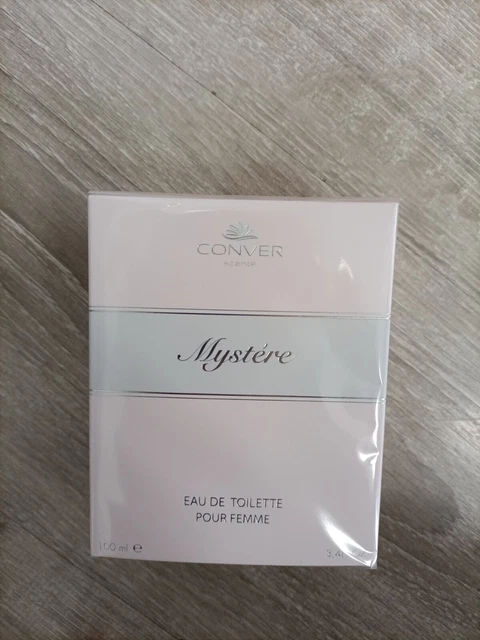 CONVER
Mystére
EAU DE TOILETTE
POUR FEMME
100 ml ℮